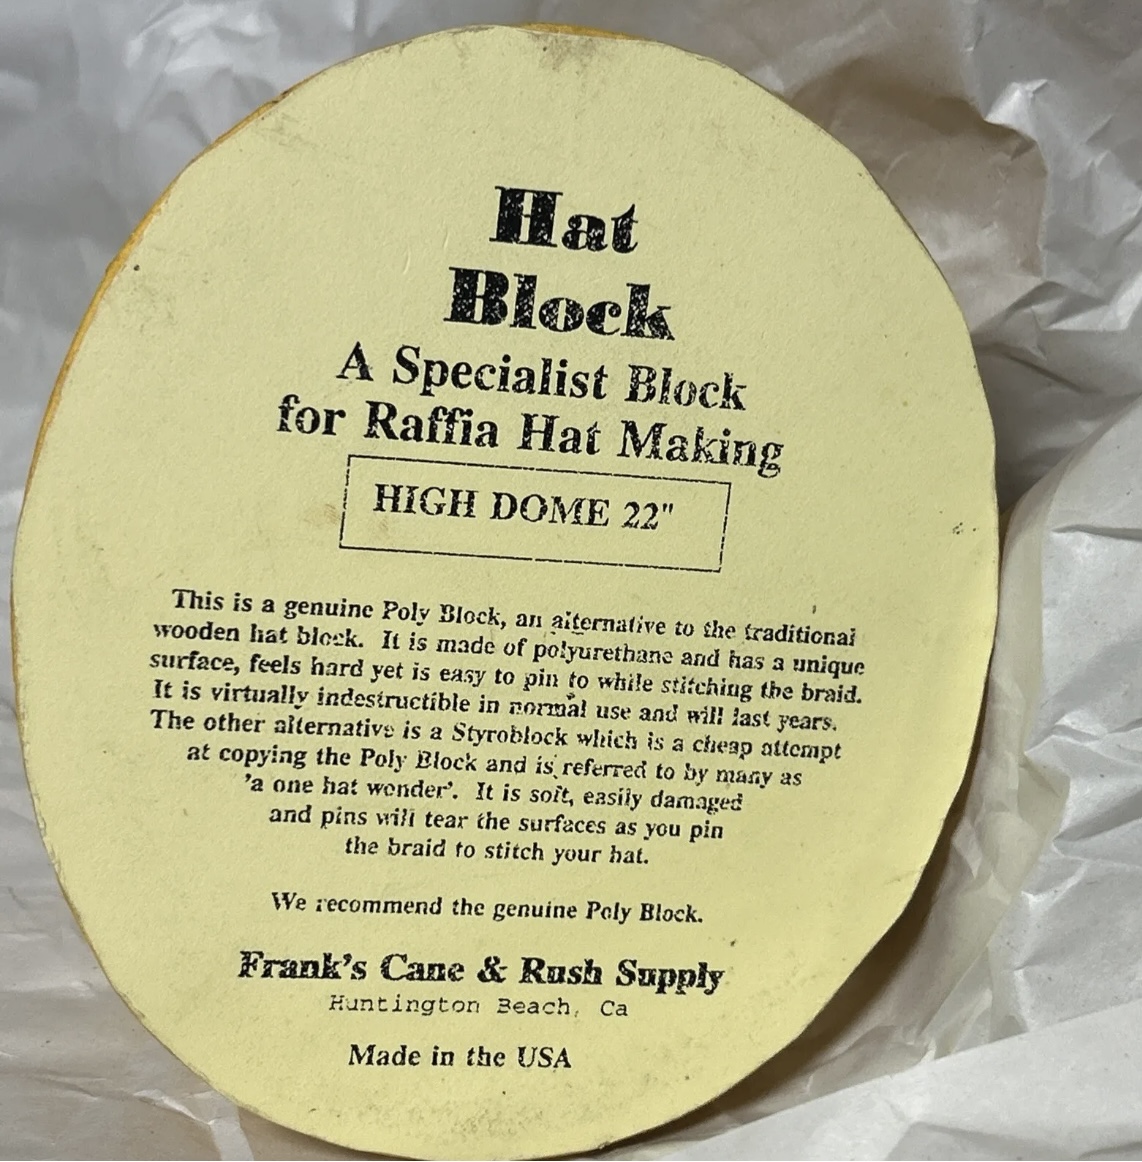 Hat
Block
A Specialist Block
for Raffia Hat Making
HIGH DOME 22"
This is a genuine Poly Block, an alternative to the traditional
wooden hat block. It is made of polyurethane and has a unique
surface, feels hard yet is easy to pin to while stitching the braid.
It is virtually indestructible in normal use and will last years.
The other alternative is a Styroblock which is a cheap attempt
at copying the Poly Block and is referred to by many as
'a one hat wonder'. It is soft, easily damaged
and pins will tear the surfaces as you pin
the braid to stitch your hat.
We recommend the genuine Poly Block.
Frank's Cane & Rush Supply
Huntington Beach, Ca
Made in the USA